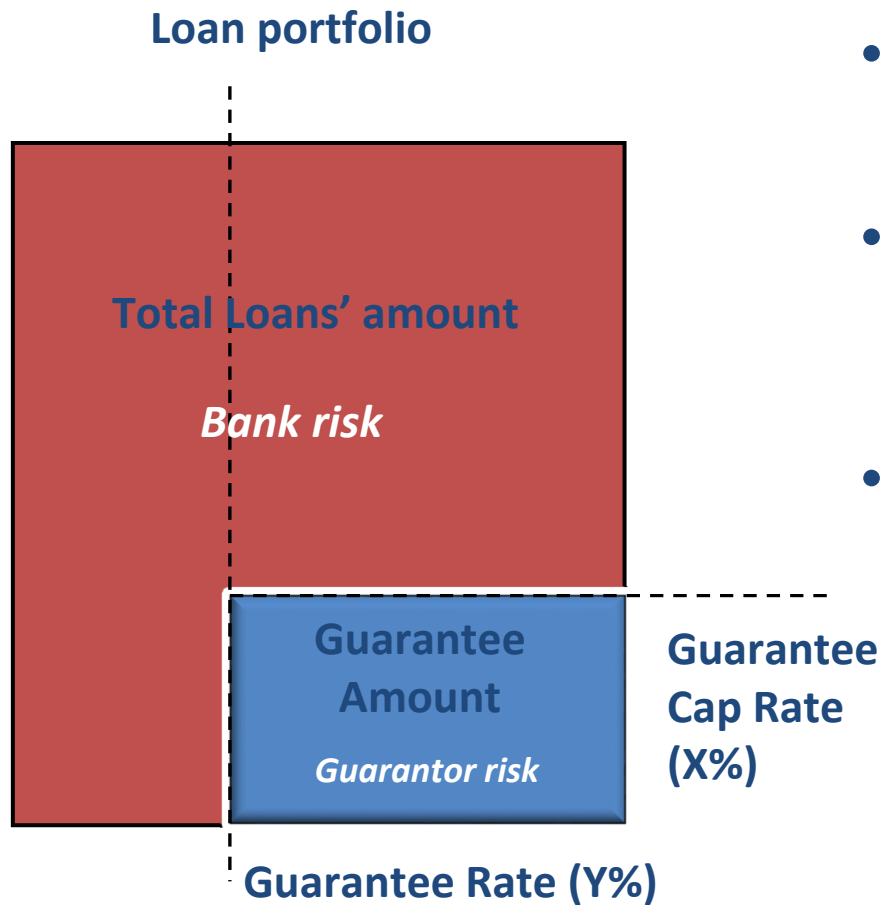 Loan portfolio
Total Loans’ amount
Bank risk
Guarantee
Amount
Guarantor risk
Guarantee
Cap Rate
(X%)
Guarantee Rate (Y%)